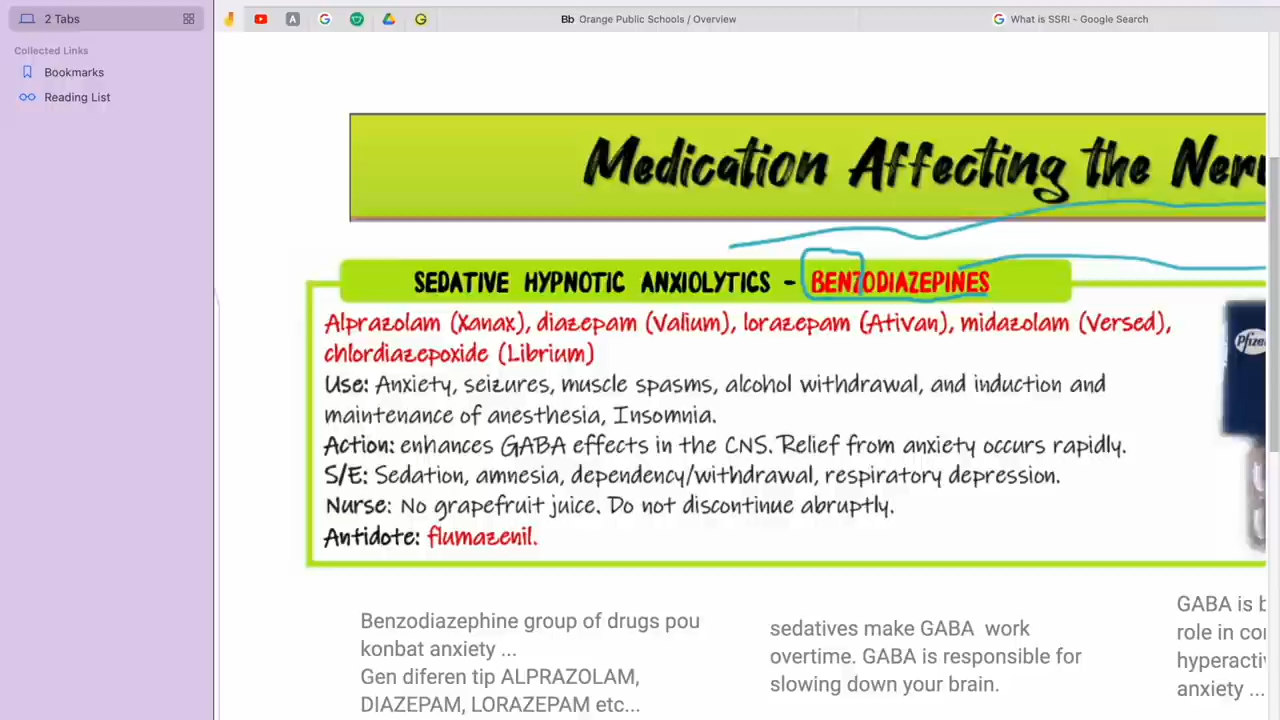 2 Tabs
Collected Links
Bookmarks
Reading List
A
G
G
Bb Orange Public Schools / Overview
G What is SSRI - Google Search
Medication Affecting the Nerv
SEDATIVE HYPNOTIC ANXIOLYTICS - BENZODIAZEPINES
Alprazolam (Xanax), diazepam (Valium), lorazepam (Ativan), midazolam (Versed),
chlordiazepoxide (Librium)
Use: Anxiety, seizures, muscle spasms, alcohol withdrawal, and induction and
maintenance of anesthesia, Insomnia.
Action: enhances GABA effects in the CNS. Relief from anxiety occurs rapidly.
S/E: Sedation, amnesia, dependency/withdrawal, respiratory depression.
Nurse: No grapefruit juice. Do not discontinue abruptly.
Antidote: flumazenil.
Pfizer
Benzodiazephine group of drugs pou
konbat anxiety ...
Gen diferen tip ALPRAZOLAM,
DIAZEPAM, LORAZEPAM etc...
sedatives make GABA work
overtime. GABA is responsible for
slowing down your brain.
GABA is b
role in co
hyperacti
anxiety ...